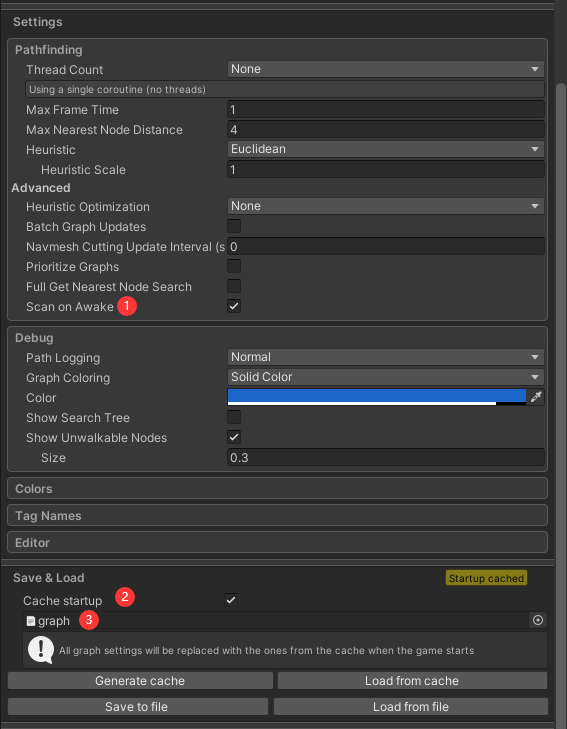 Settings
Pathfinding
Thread Count None
Using a single coroutine (no threads)
Max Frame Time 1
Max Nearest Node Distance 4
Heuristic Euclidean
Heuristic Scale 1
Advanced
Heuristic Optimization None
Batch Graph Updates
Navmesh Cutting Update Interval (s 0
Prioritize Graphs
Full Get Nearest Node Search
Scan on Awake 1
Debug
Path Logging Normal
Graph Coloring Solid Color
Color
Show Search Tree
Show Unwalkable Nodes
Size 0.3
Colors
Tag Names
Editor
Save & Load Startup cached
Cache startup 2
graph 3
All graph settings will be replaced with the ones from the cache when the game starts
Generate cache Load from cache
Save to file Load from file